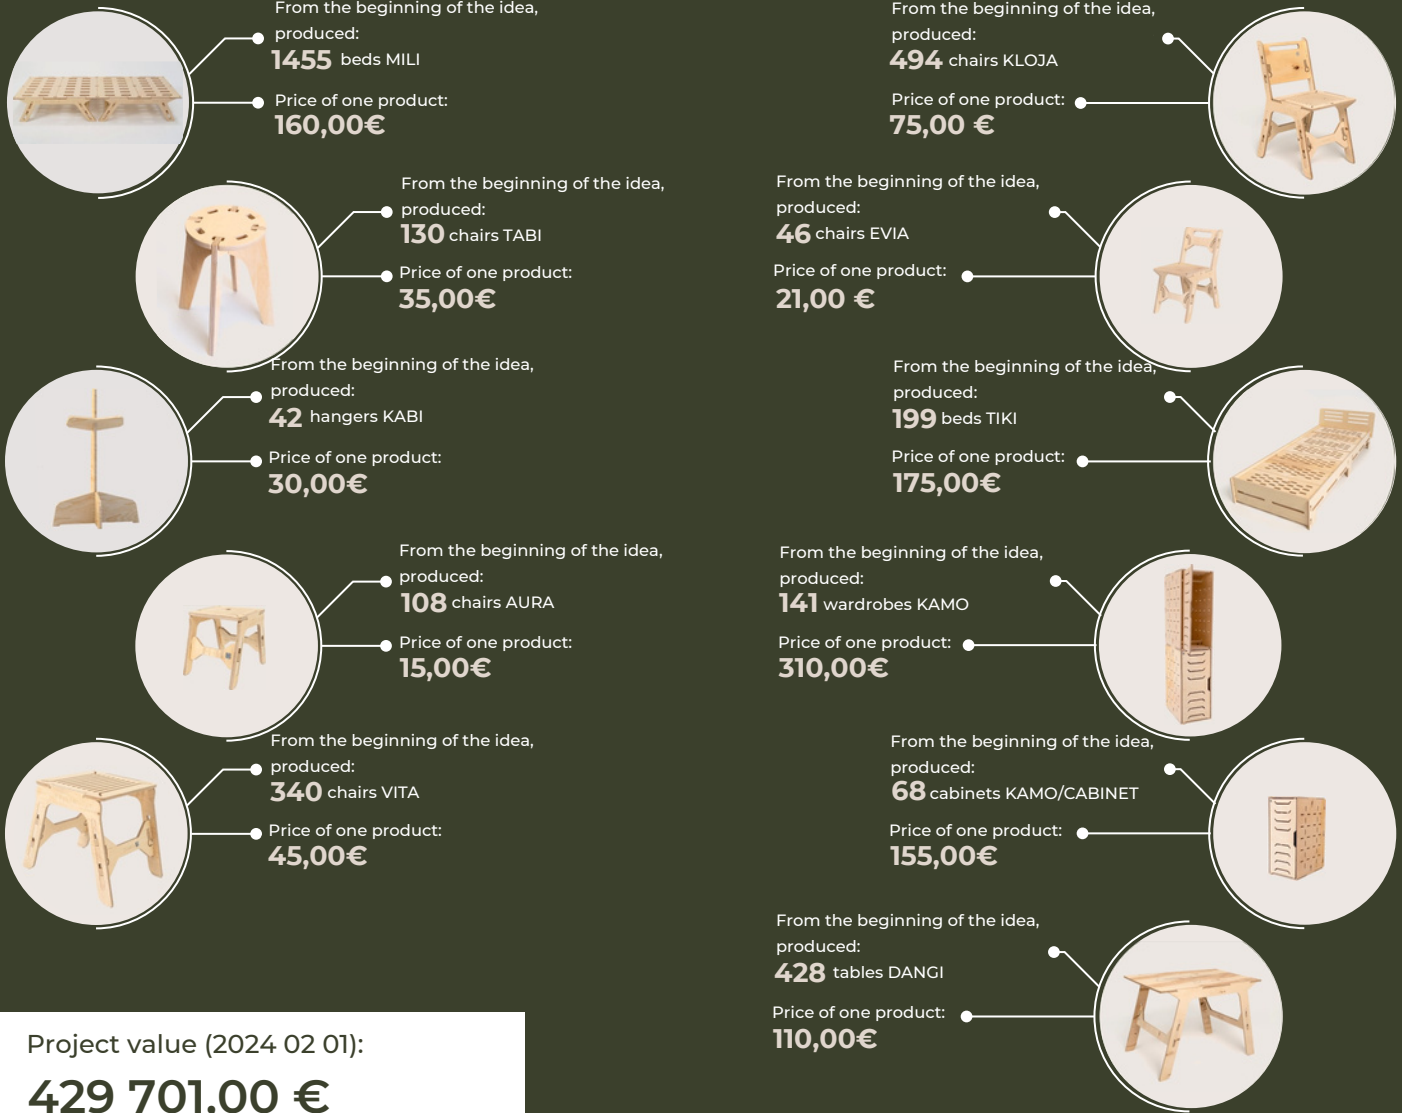 From the beginning of the idea,
produced:
1455 beds MILI
Price of one product:
160,00€
From the beginning of the idea,
produced:
130 chairs TABI
Price of one product:
35,00€
From the beginning of the idea,
produced:
42 hangers KABI
Price of one product:
30,00€
From the beginning of the idea,
produced:
108 chairs AURA
Price of one product:
15,00€
From the beginning of the idea,
produced:
340 chairs VITA
Price of one product:
45,00€
Project value (2024 02 01):
429 701.00 €
From the beginning of the idea,
produced:
494 chairs KLOJA
Price of one product:
75,00 €
From the beginning of the idea,
produced:
46 chairs EVIA
Price of one product:
21,00 €
From the beginning of the idea,
produced:
199 beds TIKI
Price of one product:
175,00€
From the beginning of the idea,
produced:
141 wardrobes KAMO
Price of one product:
310,00€
From the beginning of the idea,
produced:
68 cabinets KAMO/CABINET
Price of one product:
155,00€
From the beginning of the idea,
produced:
428 tables DANGI
Price of one product:
110,00€